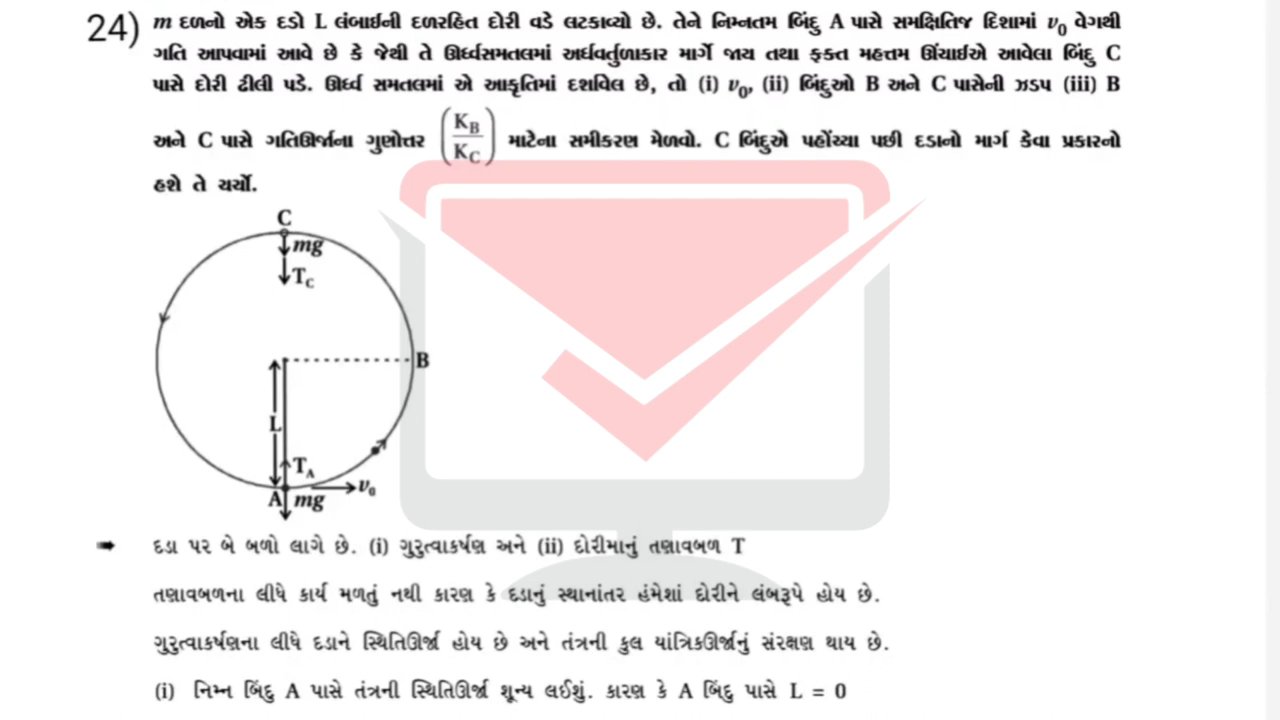 24) m દળનો એક દડો L લંબાઈની દળરહિત દોરી વડે લટકાવ્યો છે. તેને નિમ્નતમ બિંદુ A પાસે સમક્ષિતિજ દિશામાં v₀ વેગથી
ગતિ આપવામાં આવે છે કે જેથી તે ઊર્ધ્વસમતલમાં અર્ધવર્તુળાકાર માર્ગે જાય તથા ફક્ત મહત્તમ ઊંચાઈએ આવેલા બિંદુ C
પાસે દોરી ઢીલી પડે. ઊર્ધ્વ સમતલમાં એ આકૃતિમાં દર્શાવેલ છે, તો (i) v₀, (ii) બિંદુઓ B અને C પાસેની ઝડપ (iii) B
અને C પાસે ગતિઊર્જાના ગુણોત્તર (K_B/K_C) માટેના સમીકરણ મેળવો. C બિંદુએ પહોંચ્યા પછી દડાનો માર્ગ કેવા પ્રકારનો
હશે તે ચર્ચો.
C
mg
T_C
B
L
T_A
v₀
A mg
➠ દડા પર બે બળો લાગે છે. (i) ગુરુત્વાકર્ષણ અને (ii) દોરીમાનું તણાવબળ T
તણાવબળના લીધે કાર્ય મળતું નથી કારણ કે દડાનું સ્થાનાંતર હંમેશાં દોરીને લંબરૂપે હોય છે.
ગુરુત્વાકર્ષણના લીધે દડાને સ્થિતિઊર્જા હોય છે અને તંત્રની કુલ યાંત્રિકઊર્જાનું સંરક્ષણ થાય છે.
(i) નિમ્ન બિંદુ A પાસે તંત્રની સ્થિતિઊર્જા શૂન્ય લઈશું. કારણ કે A બિંદુ પાસે L = 0